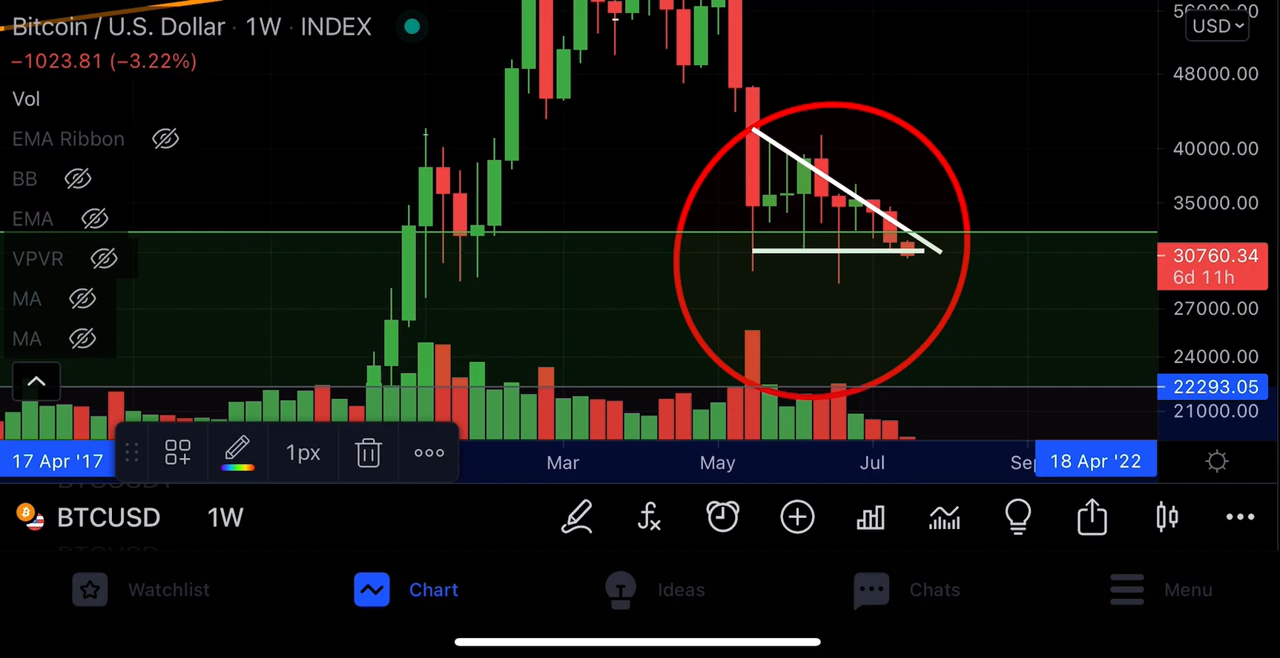 Bitcoin / U.S. Dollar · 1W · INDEX
USD
−1023.81 (−3.22%)
48000.00
Vol
EMA Ribbon
40000.00
BB
35000.00
EMA
VPVR
30760.34
6d 11h
MA
27000.00
MA
24000.00
22293.05
21000.00
17 Apr '17
1px
Mar
May
Jul
18 Apr '22
BTCUSD
1W
Watchlist
Chart
Ideas
Chats
Menu